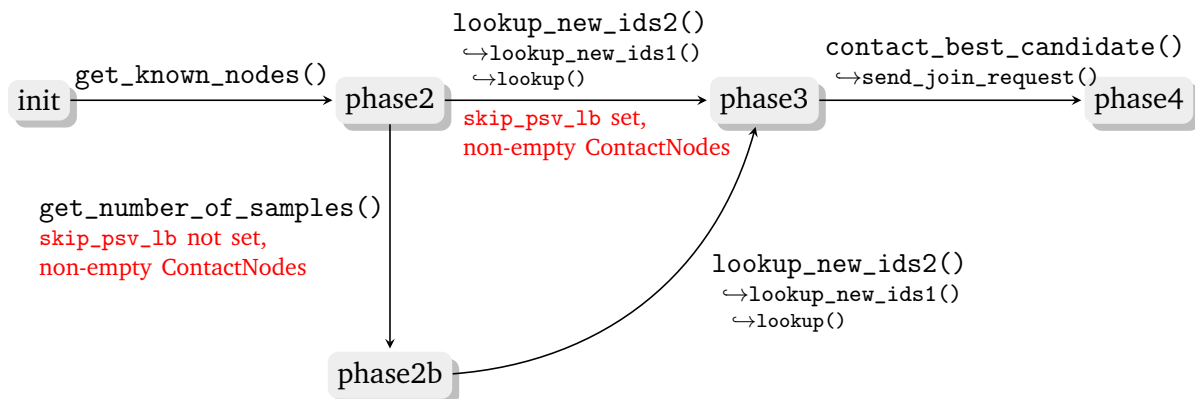 lookup_new_ids2()
↪lookup_new_ids1()
↪lookup()
contact_best_candidate()
↪send_join_request()
get_known_nodes()
init
phase2
phase3
phase4
skip_psv_lb set,
non-empty ContactNodes
get_number_of_samples()
skip_psv_lb not set,
non-empty ContactNodes
lookup_new_ids2()
↪lookup_new_ids1()
↪lookup()
phase2b